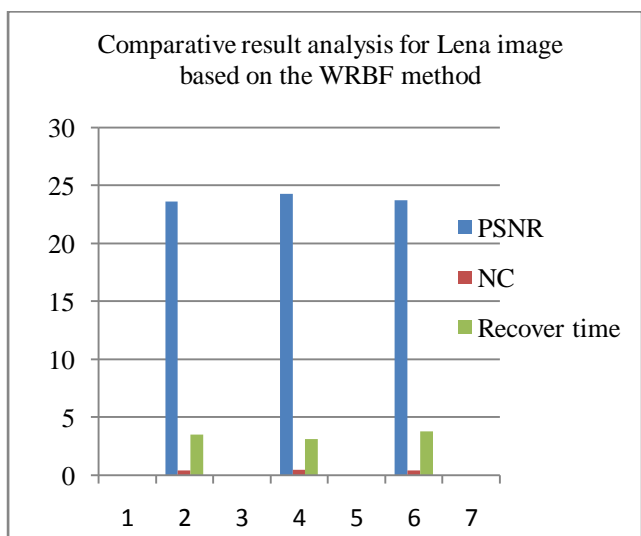 Comparative result analysis for Lena image
based on the WRBF method
30
25
20
15
10
5
0
1 2 3 4 5 6 7
PSNR
NC
Recover time